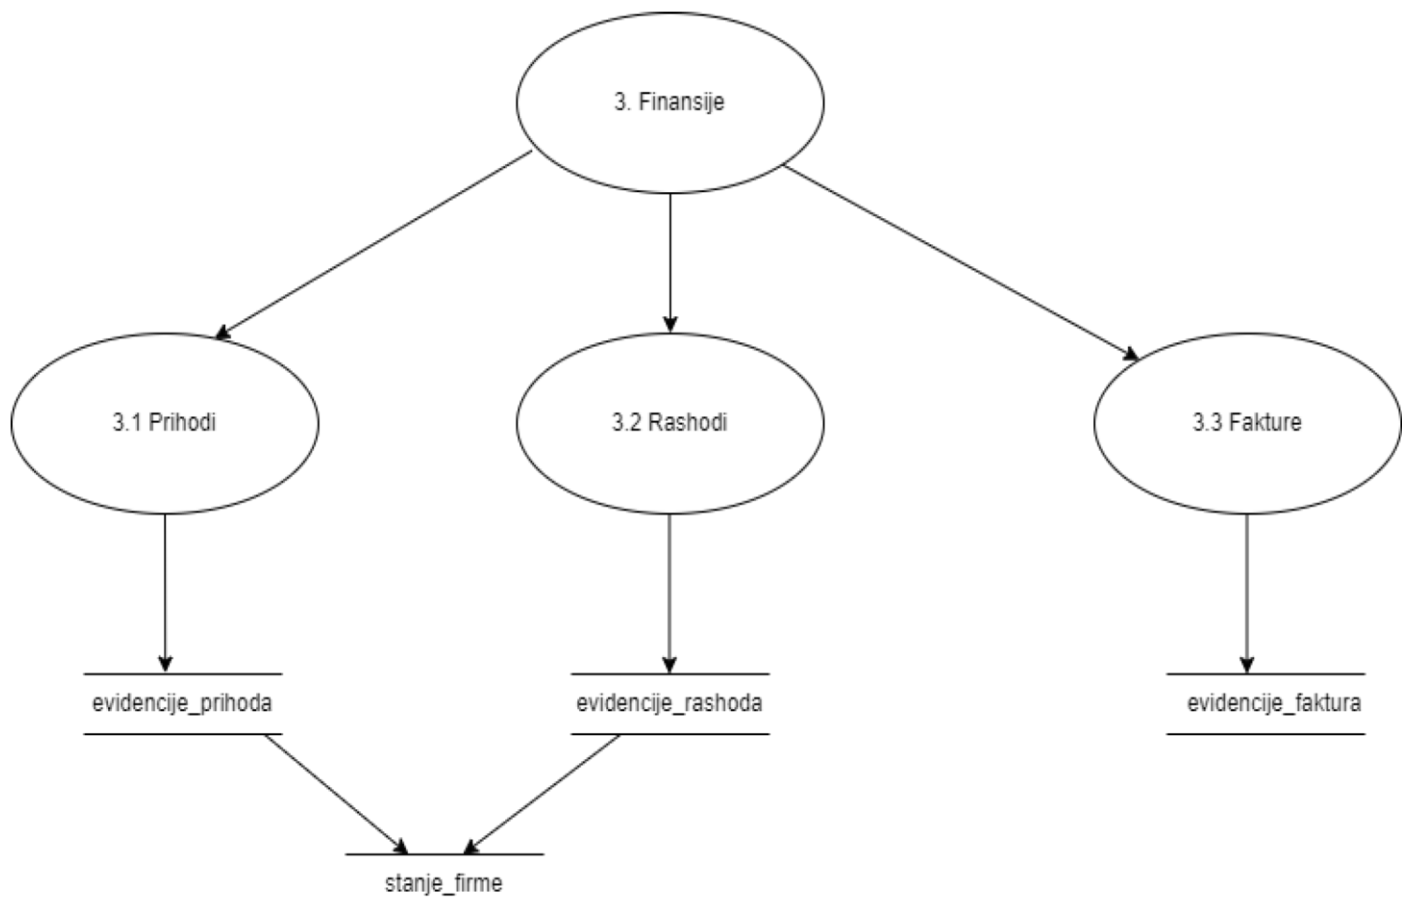 3. Finansije
3.1 Prihodi
3.2 Rashodi
3.3 Fakture
evidencije_prihoda
evidencije_rashoda
evidencije_faktura
stanje_firme